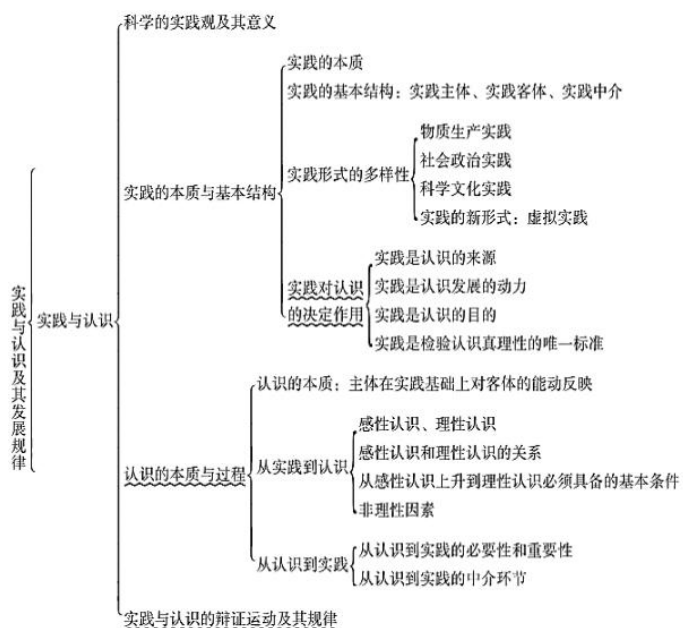 实践与认识及其发展规律
实践与认识
科学的实践观及其意义
实践的本质与基本结构
实践的本质
实践的基本结构：实践主体、实践客体、实践中介
实践形式的多样性
物质生产实践
社会政治实践
科学文化实践
实践的新形式：虚拟实践
实践对认识
的决定作用
实践是认识的来源
实践是认识发展的动力
实践是认识的目的
实践是检验认识真理性的唯一标准
认识的本质与过程
认识的本质：主体在实践基础上对客体的能动反映
从实践到认识
感性认识、理性认识
感性认识和理性认识的关系
从感性认识上升到理性认识必须具备的基本条件
非理性因素
从认识到实践
从认识到实践的必要性和重要性
从认识到实践的中介环节
实践与认识的辩证运动及其规律